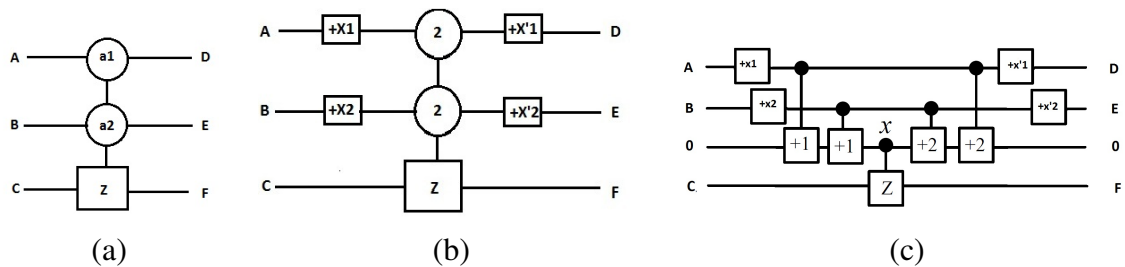 A a1 D
B a2 E
C Z F
(a)
A +X1 2 +X'1 D
B +X2 2 +X'2 E
C Z F
(b)
A +x1 +x'1 D
B +x2 x +x'2 E
0 +1 +1 +2 +2 0
C. Z F
(c)